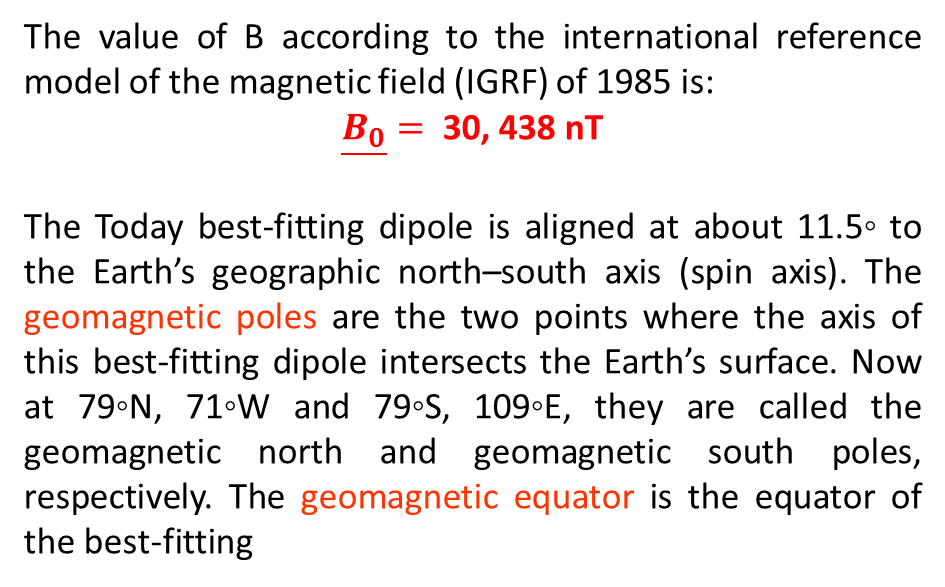 The value of B according to the international reference
model of the magnetic field (IGRF) of 1985 is:
B₀ = 30, 438 nT
The Today best-fitting dipole is aligned at about 11.5◦ to
the Earth’s geographic north–south axis (spin axis). The
geomagnetic poles are the two points where the axis of
this best-fitting dipole intersects the Earth’s surface. Now
at 79◦N, 71◦W and 79◦S, 109◦E, they are called the
geomagnetic north and geomagnetic south poles,
respectively. The geomagnetic equator is the equator of
the best-fitting